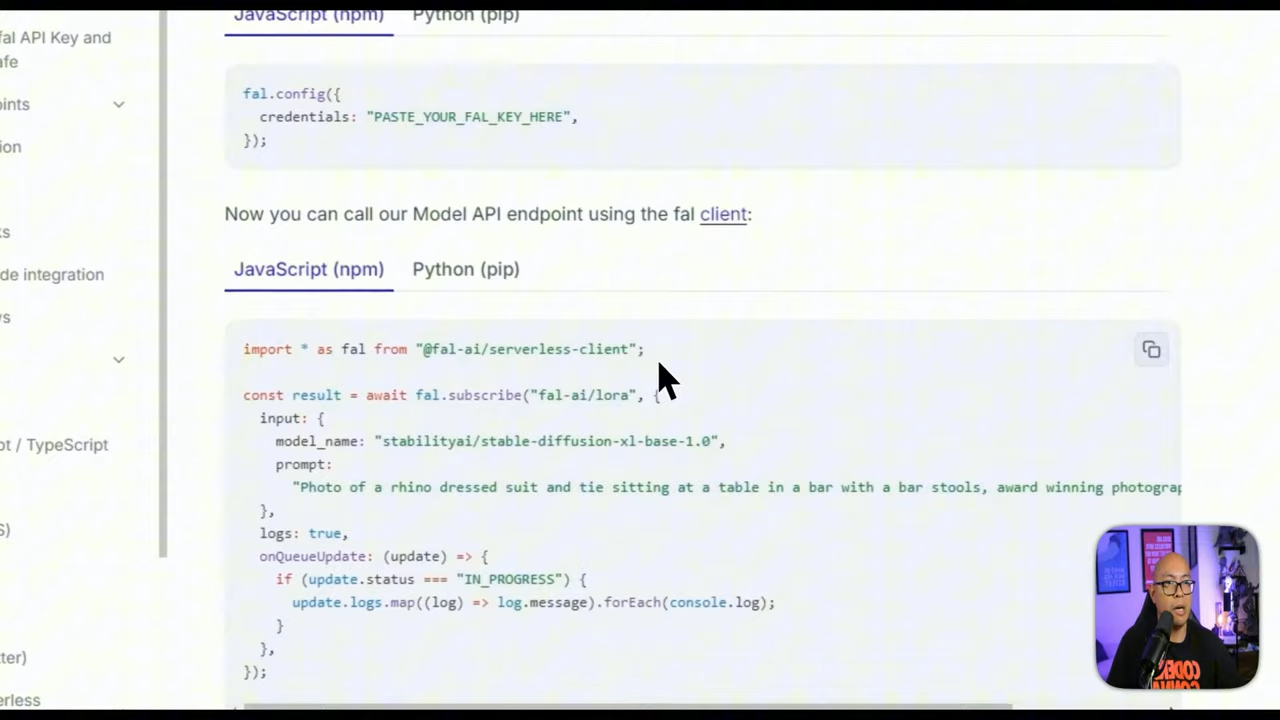 JavaScript (npm) Python (pip)
fal API Key and
afe
fal.config({
oints
credentials: "PASTE_YOUR_FAL_KEY_HERE",
});
ion
Now you can call our Model API endpoint using the fal client:
ks
JavaScript (npm) Python (pip)
de integration
vs
import * as fal from "@fal-ai/serverless-client";
const result = await fal.subscribe("fal-ai/lora", {
input: {
pt / TypeScript
model_name: "stabilityai/stable-diffusion-xl-base-1.0",
prompt:
"Photo of a rhino dressed suit and tie sitting at a table in a bar with a bar stools, award winning photograp
},
S)
logs: true,
onQueueUpdate: (update) => {
if (update.status === "IN_PROGRESS") {
update.logs.map((log) => log.message).forEach(console.log);
}
},
tter)
});
erless